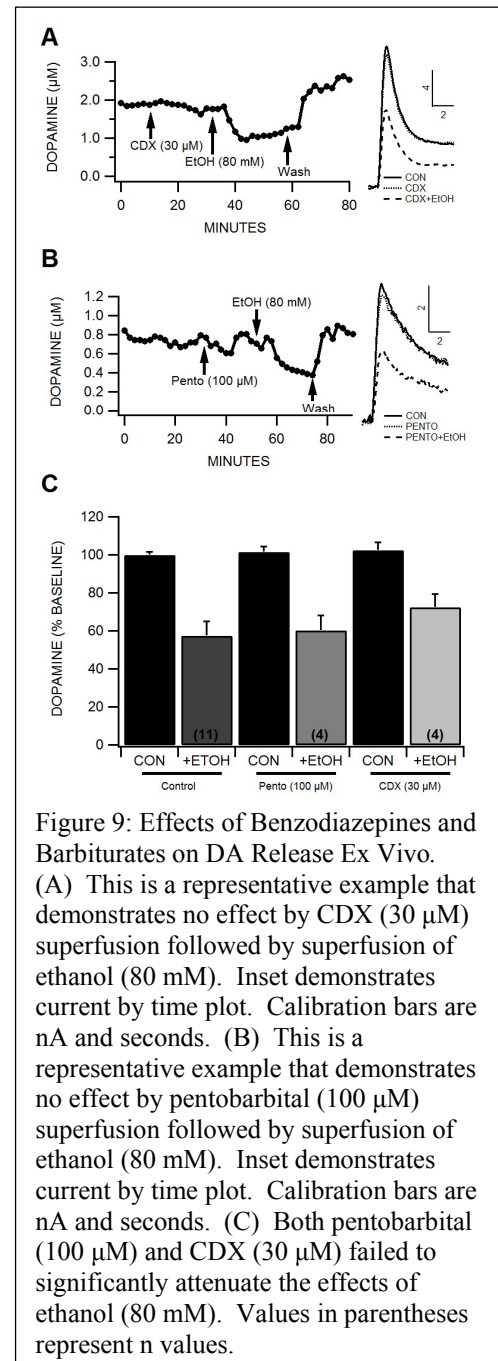 A
DOPAMINE (µM)
3.0
2.0
1.0
0.0
CDX (30 µM)
EtOH (80 mM)
Wash
0 20 40 60 80
MINUTES
4
2
CON
CDX
CDX+EtOH
B
DOPAMINE (µM)
1.2
1.0
0.8
0.6
0.4
0.2
0.0
EtOH (80 mM)
Pento (100 µM)
Wash
0 20 40 60 80
MINUTES
2
2
CON
PENTO
PENTO+EtOH
C
DOPAMINE (% BASELINE)
120
100
80
60
40
20
0
(11) (4) (4)
CON +ETOH CON +EtOH CON +EtOH
Control Pento (100 µM) CDX (30 µM)
Figure 9: Effects of Benzodiazepines and
Barbiturates on DA Release Ex Vivo.
(A) This is a representative example that
demonstrates no effect by CDX (30 µM)
superfusion followed by superfusion of
ethanol (80 mM). Inset demonstrates
current by time plot. Calibration bars are
nA and seconds. (B) This is a
representative example that demonstrates
no effect by pentobarbital (100 µM)
superfusion followed by superfusion of
ethanol (80 mM). Inset demonstrates
current by time plot. Calibration bars are
nA and seconds. (C) Both pentobarbital
(100 µM) and CDX (30 µM) failed to
significantly attenuate the effects of
ethanol (80 mM). Values in parentheses
represent n values.